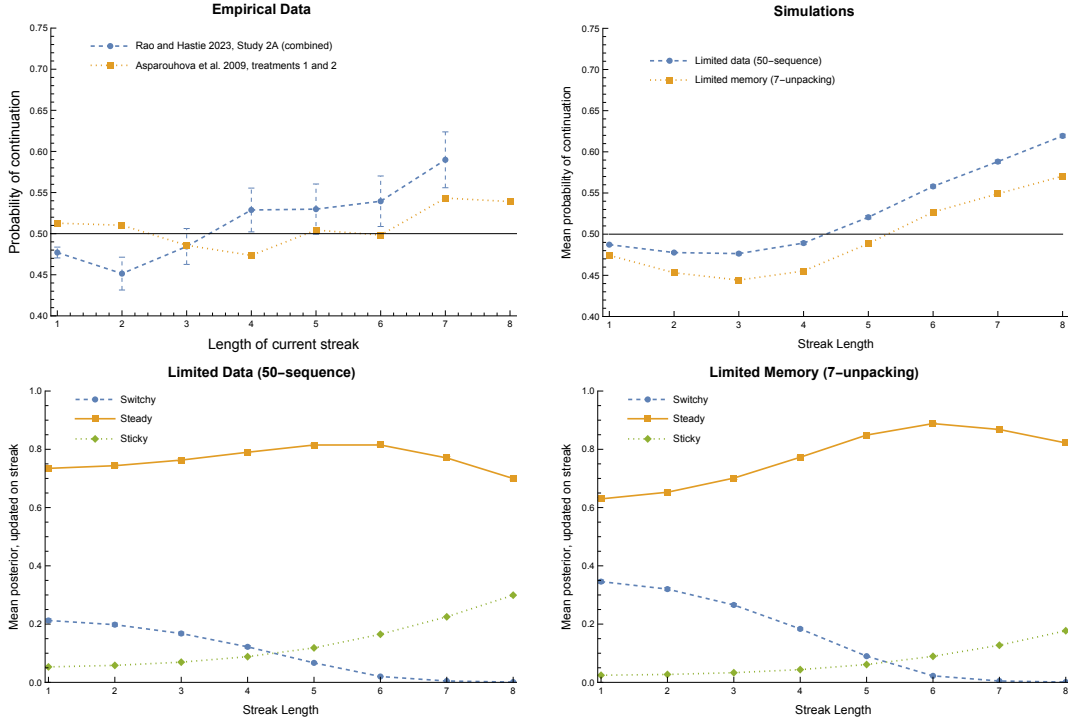 Empirical Data
Rao and Hastie 2023, Study 2A (combined)
Asparouhova et al. 2009, treatments 1 and 2
Probability of continuation
0.75
0.70
0.65
0.60
0.55
0.50
0.45
0.40
1 2 3 4 5 6 7 8
Length of current streak
Simulations
Limited data (50-sequence)
Limited memory (7-unpacking)
Mean probability of continuation
0.75
0.70
0.65
0.60
0.55
0.50
0.45
0.40
1 2 3 4 5 6 7 8
Streak Length
Limited Data (50-sequence)
Switchy
Steady
Sticky
Mean posterior, updated on streak
1.0
0.8
0.6
0.4
0.2
0.0
1 2 3 4 5 6 7 8
Streak Length
Limited Memory (7-unpacking)
Switchy
Steady
Sticky
Mean posterior, updated on streak
1.0
0.8
0.6
0.4
0.2
0.0
1 2 3 4 5 6 7 8
Streak Length